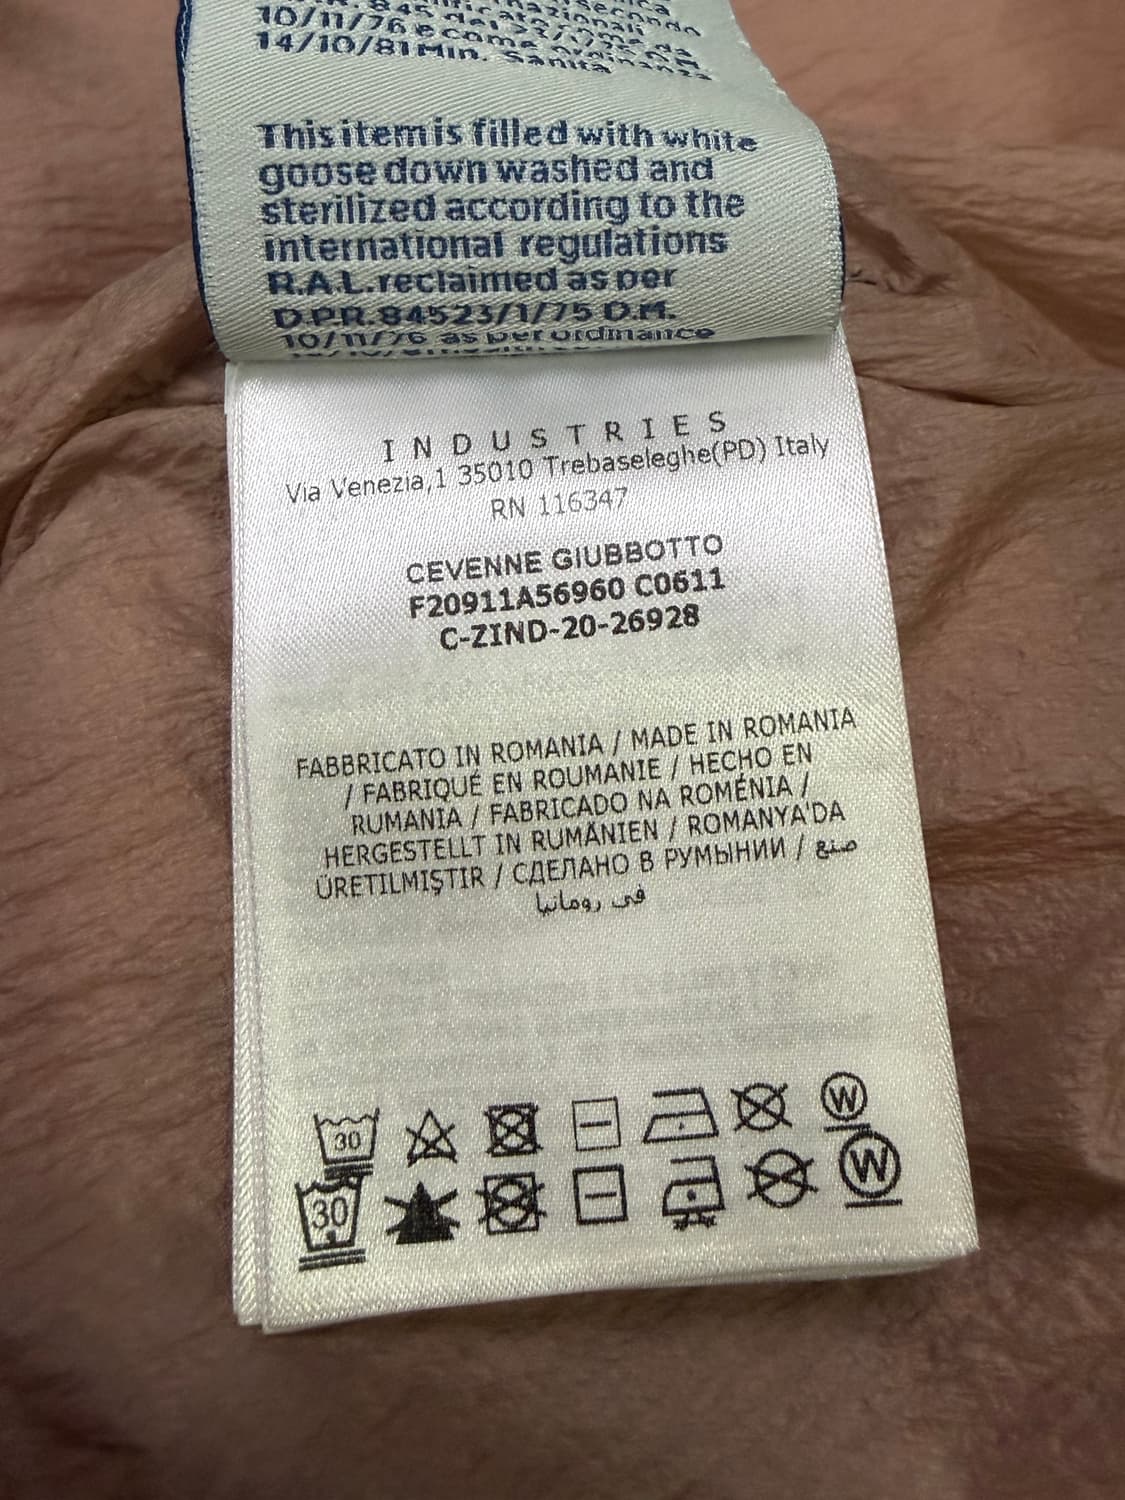 10/11/76 e come ordinanza
14/10/81 Min. Sanita
This item is filled with white
goose down washed and
sterilized according to the
international regulations
R.A.L. reclaimed as per
D.P.R. 84523/1/75 D.M.
10/11/76 as per ordinance
INDUSTRIES
Via Venezia,1 35010 Trebaseleghe(PD) Italy
RN 116347
CEVENNE GIUBBOTTO
F20911A56960 C0611
C-ZIND-20-26928
FABBRICATO IN ROMANIA / MADE IN ROMANIA
/ FABRIQUÉ EN ROUMANIE / HECHO EN
RUMANIA / FABRICADO NA ROMÉNIA /
HERGESTELLT IN RUMÄNIEN / ROMANYA'DA
ÜRETILMIŞTIR / СДЕЛАНО В РУМЫНИИ / صنع
فى رومانيا
30 W
30 W